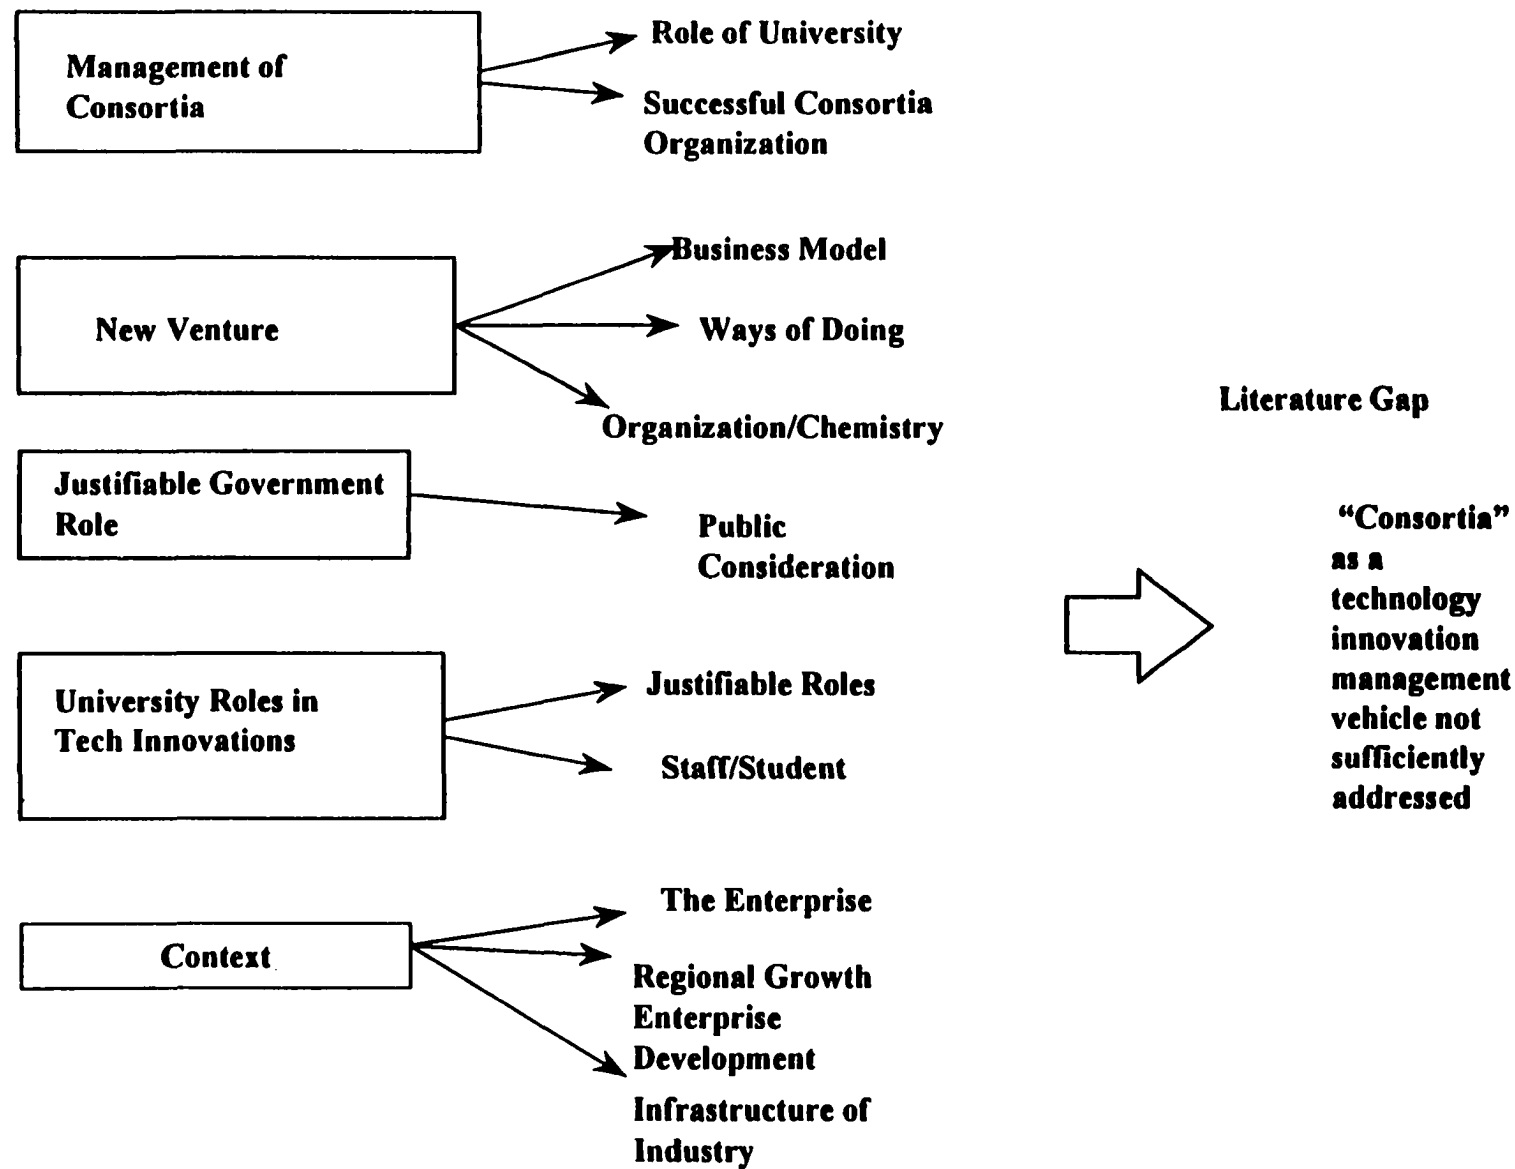 Management of
Consortia
Role of University
Successful Consortia
Organization
New Venture
Business Model
Ways of Doing
Organization/Chemistry
Justifiable Government
Role
Public
Consideration
University Roles in
Tech Innovations
Justifiable Roles
Staff/Student
Context
The Enterprise
Regional Growth
Enterprise
Development
Infrastructure of
Industry
Literature Gap
“Consortia”
as a
technology
innovation
management
vehicle not
sufficiently
addressed